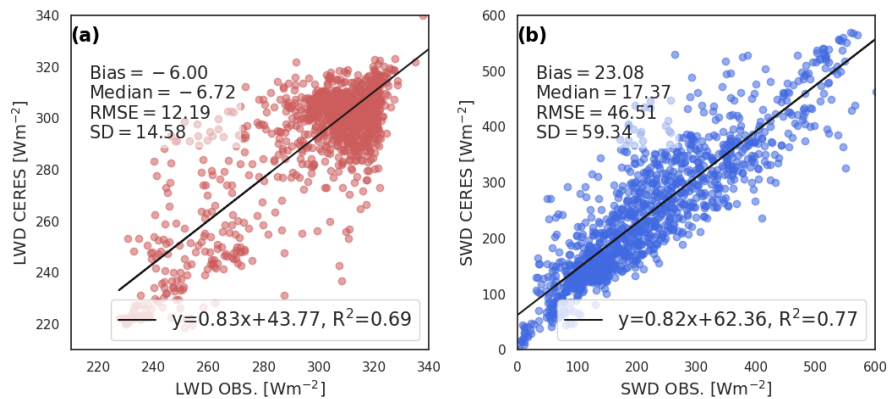 (a)
Bias = −6.00
Median = −6.72
RMSE = 12.19
SD = 14.58
y=0.83x+43.77, R²=0.69
LWD CERES [Wm⁻²]
340
320
300
280
260
240
220
220 240 260 280 300 320 340
LWD OBS. [Wm⁻²]
(b)
Bias = 23.08
Median = 17.37
RMSE = 46.51
SD = 59.34
y=0.82x+62.36, R²=0.77
SWD CERES [Wm⁻²]
600
500
400
300
200
100
0
0 100 200 300 400 500 600
SWD OBS. [Wm⁻²]